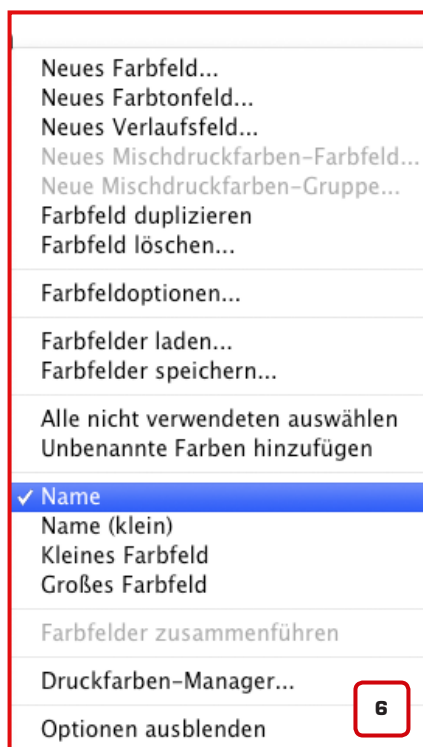 Neues Farbfeld...
Neues Farbtonfeld...
Neues Verlaufsfeld...
Neues Mischdruckfarben-Farbfeld...
Neue Mischdruckfarben-Gruppe...
Farbfeld duplizieren
Farbfeld löschen...
Farbfeldoptionen...
Farbfelder laden...
Farbfelder speichern...
Alle nicht verwendeten auswählen
Unbenannte Farben hinzufügen
✓ Name
Name (klein)
Kleines Farbfeld
Großes Farbfeld
Farbfelder zusammenführen
Druckfarben-Manager...
6
Optionen ausblenden